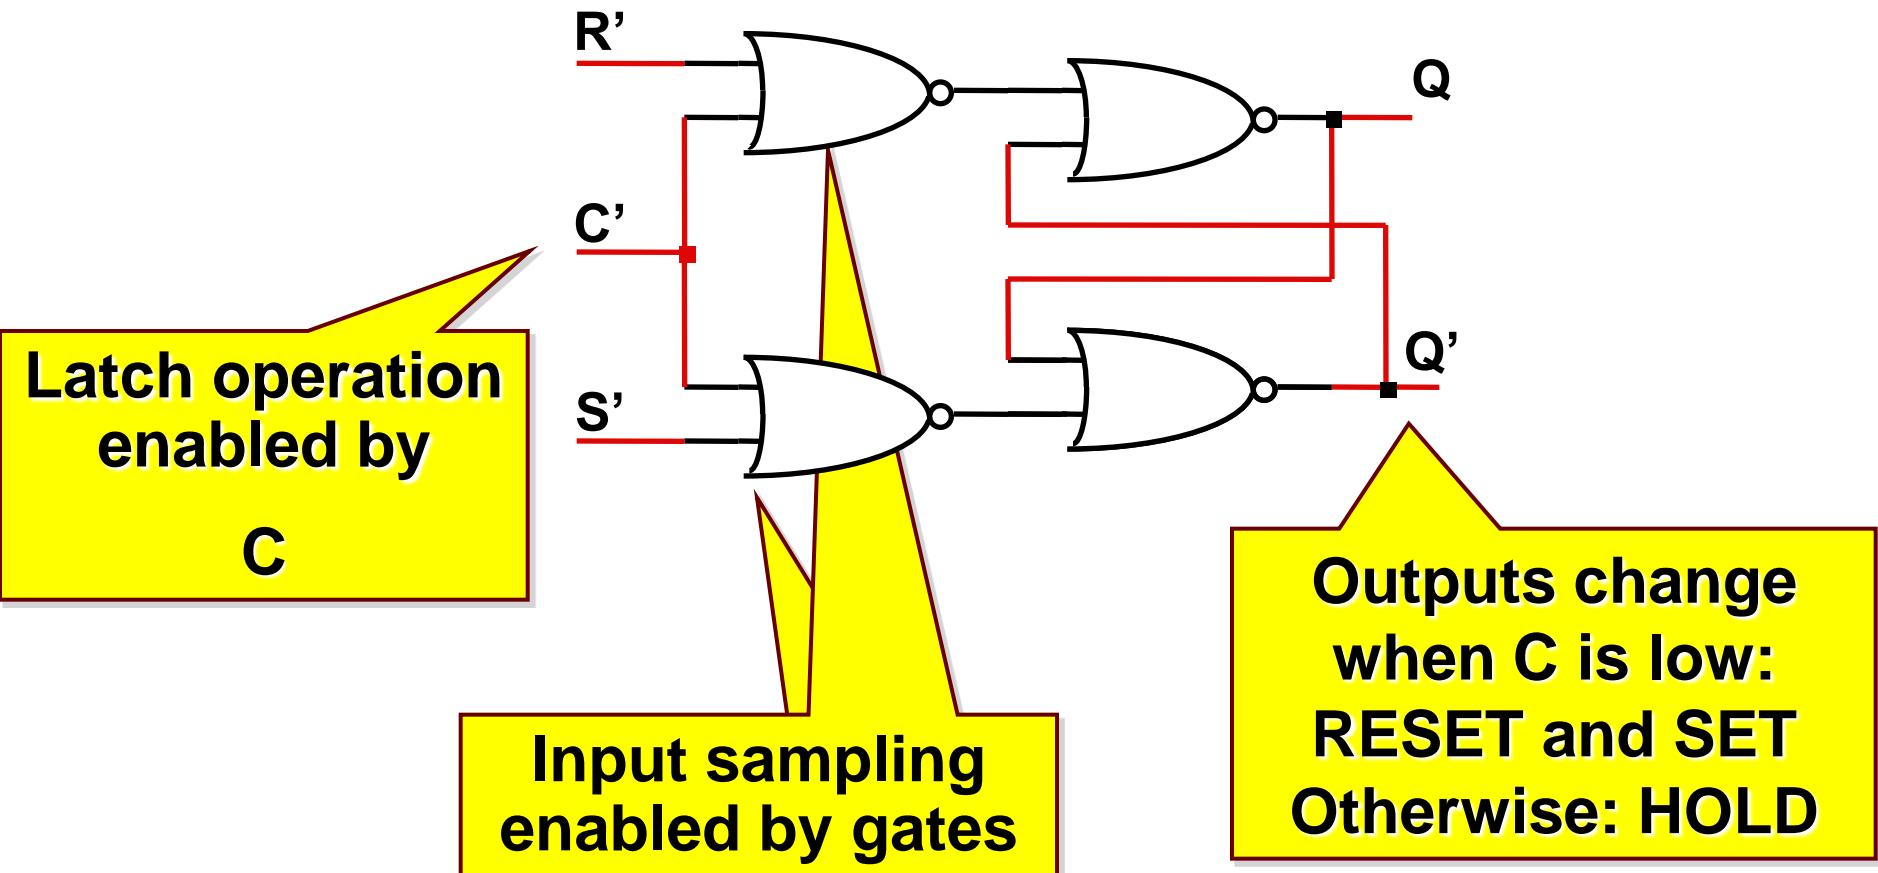 R’
Q
C’
Q’
S’
Latch operation
enabled by
C
Input sampling
enabled by gates
Outputs change
when C is low:
RESET and SET
Otherwise: HOLD